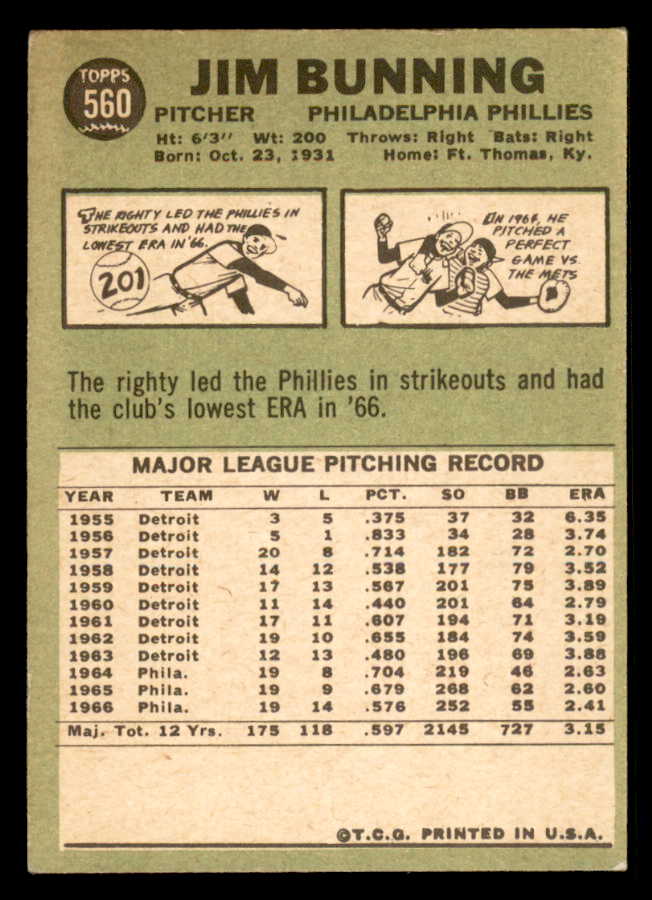 TOPPS
560
JIM BUNNING
PITCHER PHILADELPHIA PHILLIES
Ht: 6'3" Wt: 200 Throws: Right Bats: Right
Born: Oct. 23, 1931 Home: Ft. Thomas, Ky.
THE RIGHTY LED THE PHILLIES IN
STRIKEOUTS AND HAD THE
LOWEST ERA IN '66.
201
IN 1964, HE
PITCHED A
PERFECT
GAME VS.
THE METS
The righty led the Phillies in strikeouts and had
the club's lowest ERA in '66.
MAJOR LEAGUE PITCHING RECORD
YEAR TEAM W L PCT. SO BB ERA
1955 Detroit 3 5 .375 37 32 6.35
1956 Detroit 5 1 .833 34 28 3.74
1957 Detroit 20 8 .714 182 72 2.70
1958 Detroit 14 12 .538 177 79 3.52
1959 Detroit 17 13 .567 201 75 3.89
1960 Detroit 11 14 .440 201 64 2.79
1961 Detroit 17 11 .607 194 71 3.19
1962 Detroit 19 10 .655 184 74 3.59
1963 Detroit 12 13 .480 196 69 3.88
1964 Phila. 19 8 .704 219 46 2.63
1965 Phila. 19 9 .679 268 62 2.60
1966 Phila. 19 14 .576 252 55 2.41
Maj. Tot. 12 Yrs. 175 118 .597 2145 727 3.15
©T.C.G. PRINTED IN U.S.A.